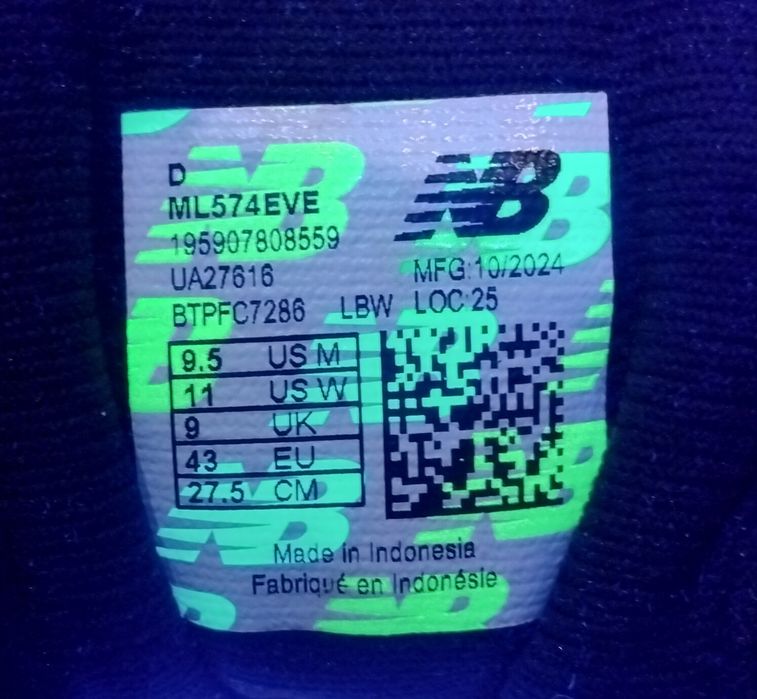 D
ML574EVE
195907808559
UA27616
MFG:10/2024
BTPFC7286 LBW LOC:25
9.5 US M
11 US W
9 UK
43 EU
27.5 CM
Made in Indonesia
Fabriqué en Indonésie
NB